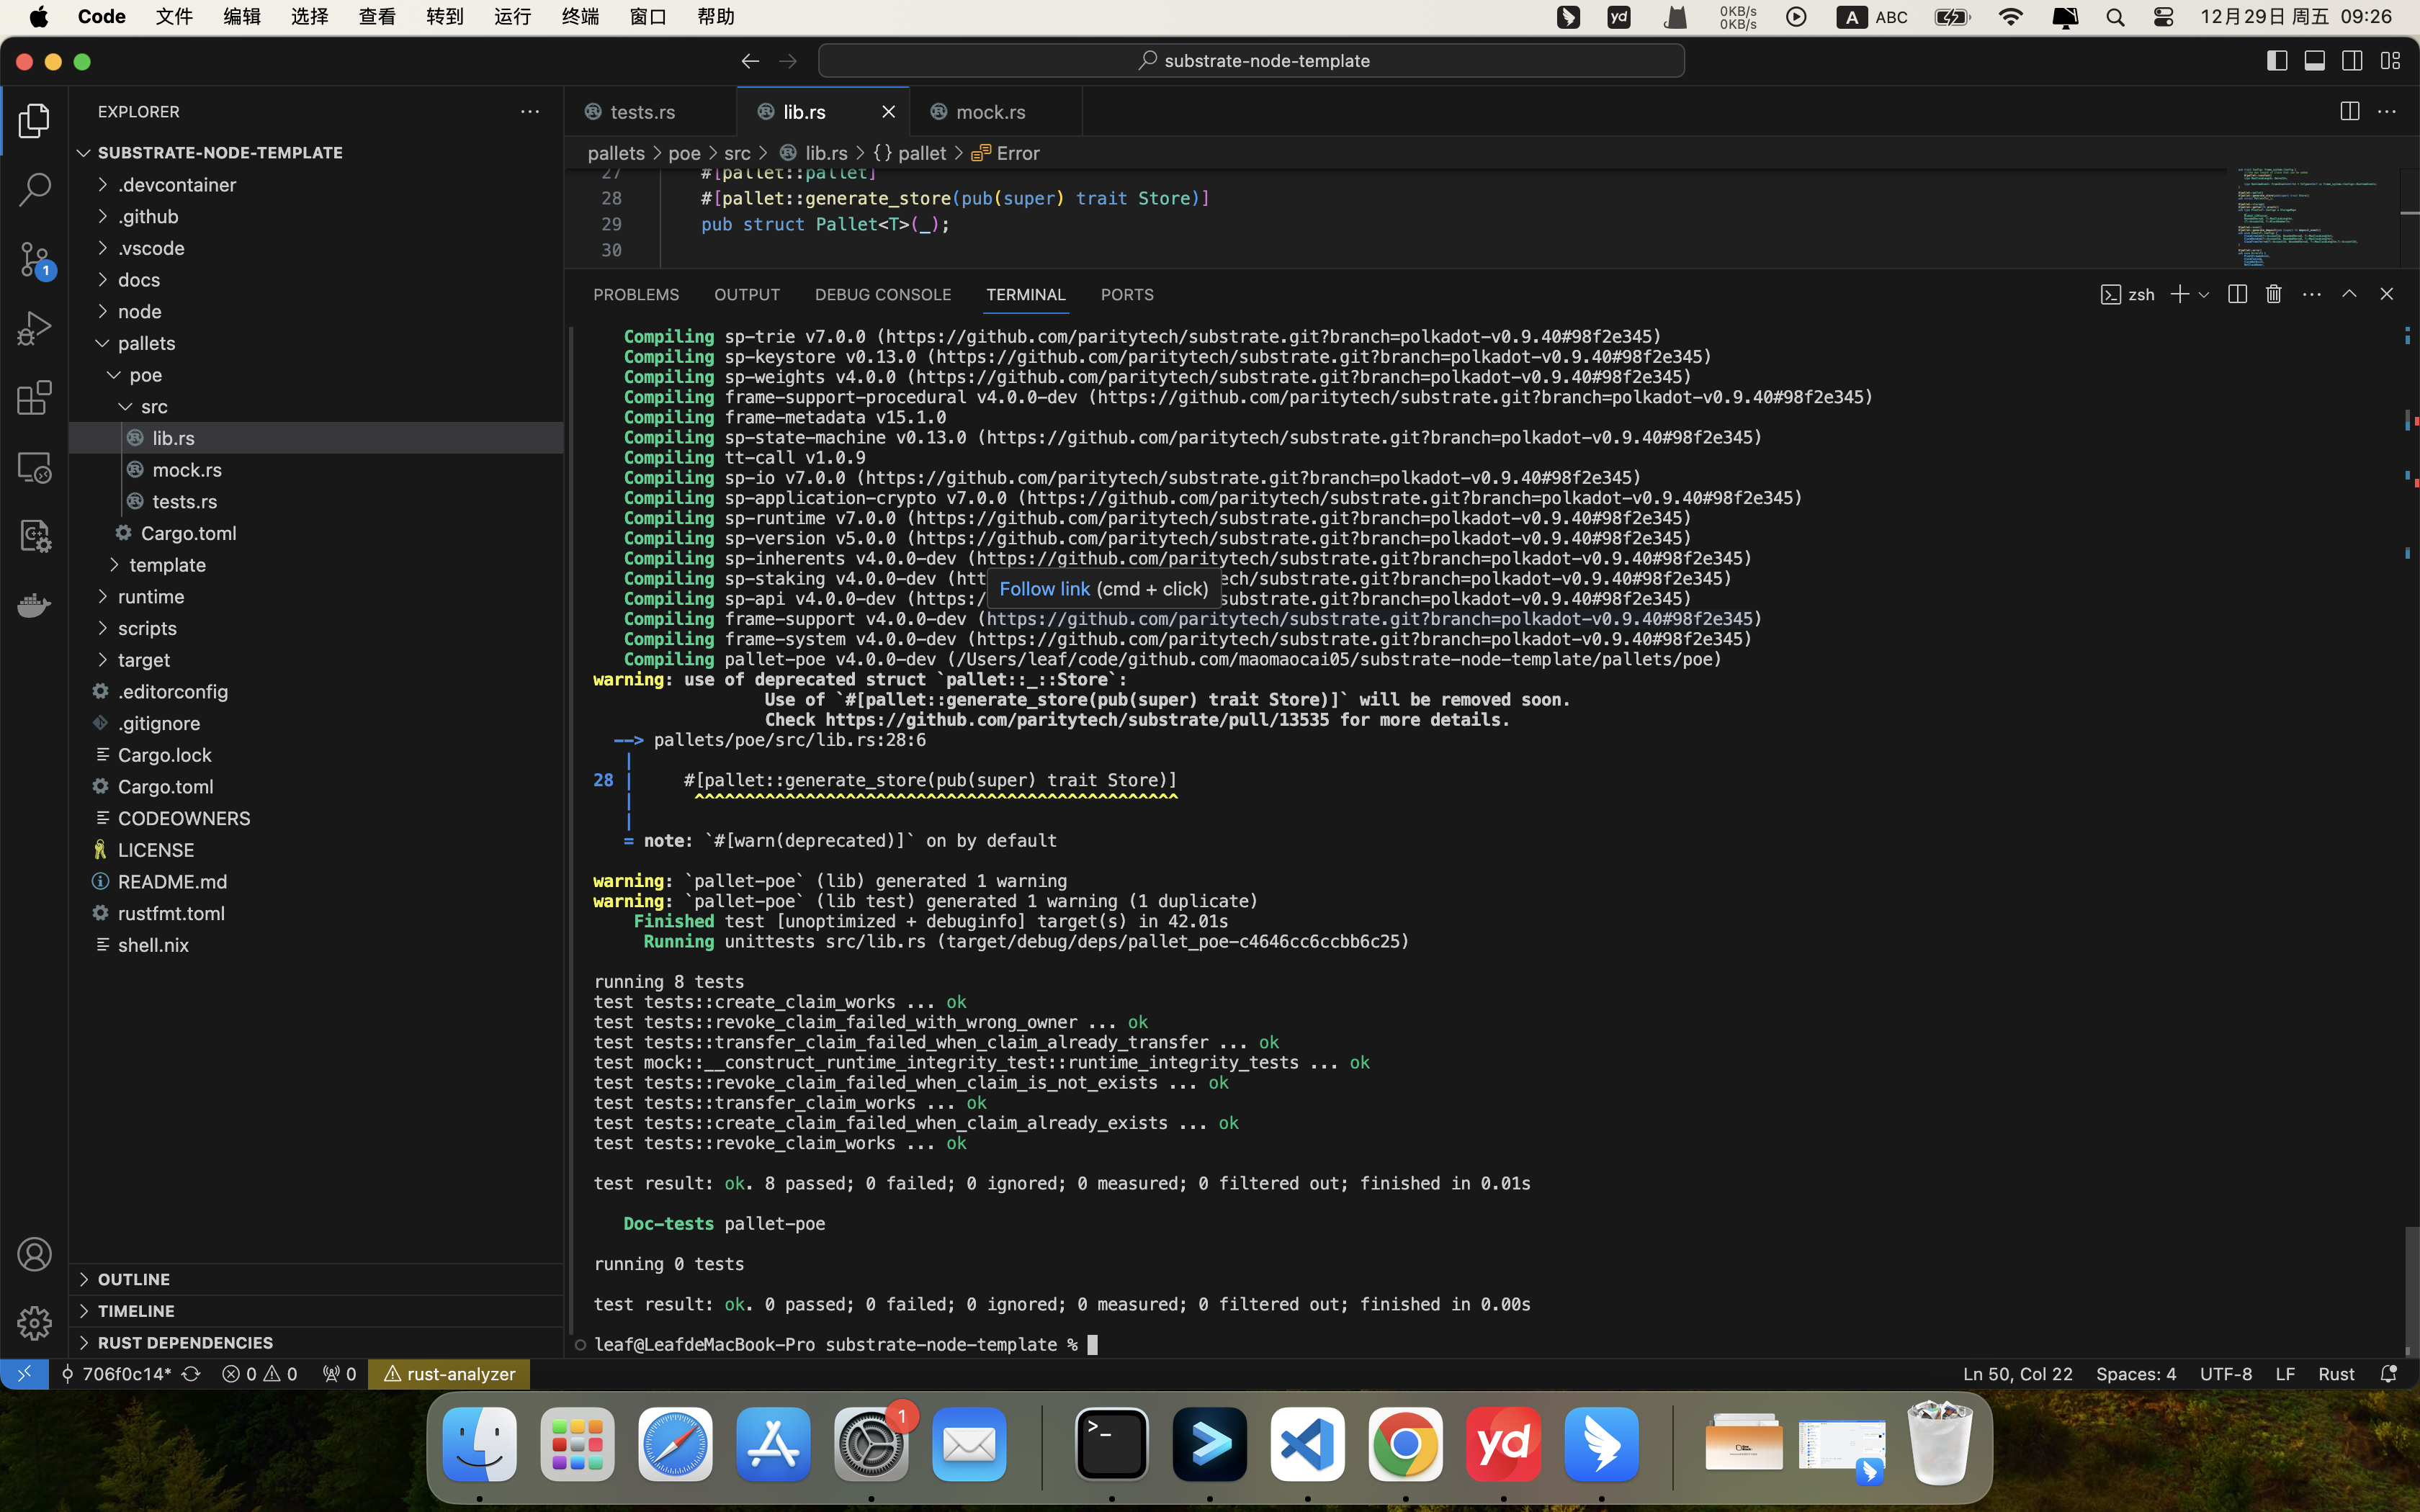 Code 文件 编辑 选择 查看 转到 运行 终端 窗口 帮助 yd 0KB/s 0KB/s A ABC 12月29日 周五 09:26
substrate-node-template
EXPLORER
SUBSTRATE-NODE-TEMPLATE
.devcontainer
.github
.vscode
docs
node
pallets
poe
src
lib.rs
mock.rs
tests.rs
Cargo.toml
template
runtime
scripts
target
.editorconfig
.gitignore
Cargo.lock
Cargo.toml
CODEOWNERS
LICENSE
README.md
rustfmt.toml
shell.nix
OUTLINE
TIMELINE
RUST DEPENDENCIES
1
tests.rs lib.rs mock.rs
pallets > poe > src > lib.rs > {} pallet > Error
27 #[pallet::pallet]
28 #[pallet::generate_store(pub(super) trait Store)]
29 pub struct Pallet<T>(_);
30
PROBLEMS OUTPUT DEBUG CONSOLE TERMINAL PORTS zsh
Compiling sp-trie v7.0.0 (https://github.com/paritytech/substrate.git?branch=polkadot-v0.9.40#98f2e345)
Compiling sp-keystore v0.13.0 (https://github.com/paritytech/substrate.git?branch=polkadot-v0.9.40#98f2e345)
Compiling sp-weights v4.0.0 (https://github.com/paritytech/substrate.git?branch=polkadot-v0.9.40#98f2e345)
Compiling frame-support-procedural v4.0.0-dev (https://github.com/paritytech/substrate.git?branch=polkadot-v0.9.40#98f2e345)
Compiling frame-metadata v15.1.0
Compiling sp-state-machine v0.13.0 (https://github.com/paritytech/substrate.git?branch=polkadot-v0.9.40#98f2e345)
Compiling tt-call v1.0.9
Compiling sp-io v7.0.0 (https://github.com/paritytech/substrate.git?branch=polkadot-v0.9.40#98f2e345)
Compiling sp-application-crypto v7.0.0 (https://github.com/paritytech/substrate.git?branch=polkadot-v0.9.40#98f2e345)
Compiling sp-runtime v7.0.0 (https://github.com/paritytech/substrate.git?branch=polkadot-v0.9.40#98f2e345)
Compiling sp-version v5.0.0 (https://github.com/paritytech/substrate.git?branch=polkadot-v0.9.40#98f2e345)
Compiling sp-inherents v4.0.0-dev (https://github.com/paritytech/substrate.git?branch=polkadot-v0.9.40#98f2e345)
Compiling sp-staking v4.0.0-dev (htt ech/substrate.git?branch=polkadot-v0.9.40#98f2e345)
Follow link (cmd + click)
Compiling sp-api v4.0.0-dev (https:/ substrate.git?branch=polkadot-v0.9.40#98f2e345)
Compiling frame-support v4.0.0-dev (https://github.com/paritytech/substrate.git?branch=polkadot-v0.9.40#98f2e345)
Compiling frame-system v4.0.0-dev (https://github.com/paritytech/substrate.git?branch=polkadot-v0.9.40#98f2e345)
Compiling pallet-poe v4.0.0-dev (/Users/leaf/code/github.com/maomaocai05/substrate-node-template/pallets/poe)
warning: use of deprecated struct `pallet::_::Store`:
Use of `#[pallet::generate_store(pub(super) trait Store)]` will be removed soon.
Check https://github.com/paritytech/substrate/pull/13535 for more details.
--> pallets/poe/src/lib.rs:28:6
|
28 | #[pallet::generate_store(pub(super) trait Store)]
| ^^^^^^^^^^^^^^^^^^^^^^^^^^^^^^^^^^^^^^^^^^^^^^^^
|
= note: `#[warn(deprecated)]` on by default
warning: `pallet-poe` (lib) generated 1 warning
warning: `pallet-poe` (lib test) generated 1 warning (1 duplicate)
Finished test [unoptimized + debuginfo] target(s) in 42.01s
Running unittests src/lib.rs (target/debug/deps/pallet_poe-c4646cc6ccbb6c25)
running 8 tests
test tests::create_claim_works ... ok
test tests::revoke_claim_failed_with_wrong_owner ... ok
test tests::transfer_claim_failed_when_claim_already_transfer ... ok
test mock::__construct_runtime_integrity_test::runtime_integrity_tests ... ok
test tests::revoke_claim_failed_when_claim_is_not_exists ... ok
test tests::transfer_claim_works ... ok
test tests::create_claim_failed_when_claim_already_exists ... ok
test tests::revoke_claim_works ... ok
test result: ok. 8 passed; 0 failed; 0 ignored; 0 measured; 0 filtered out; finished in 0.01s
Doc-tests pallet-poe
running 0 tests
test result: ok. 0 passed; 0 failed; 0 ignored; 0 measured; 0 filtered out; finished in 0.00s
leaf@LeafdeMacBook-Pro substrate-node-template %
706f0c14* 0 0 0 rust-analyzer Ln 50, Col 22 Spaces: 4 UTF-8 LF Rust
1
yd